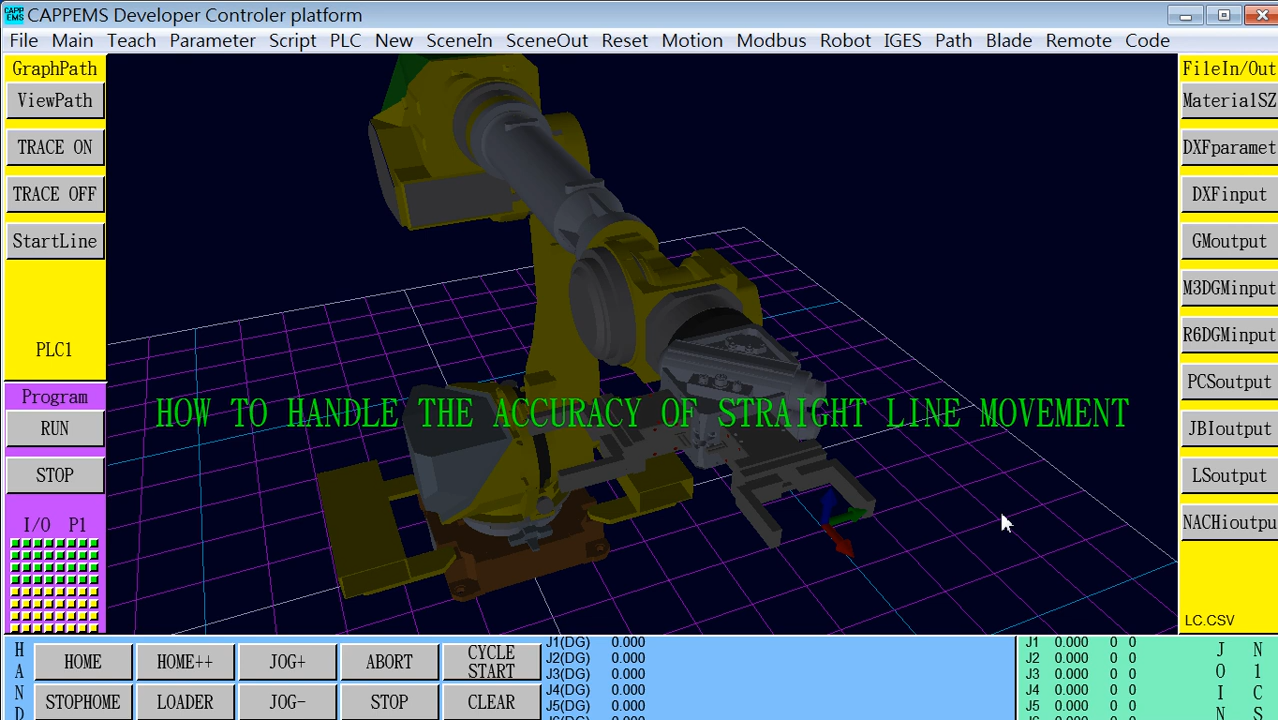 CAPP EMS CAPPEMS Developer Controler platform
File Main Teach Parameter Script PLC New SceneIn SceneOut Reset Motion Modbus Robot IGES Path Blade Remote Code
GraphPath
ViewPath
TRACE ON
TRACE OFF
StartLine
PLC1
Program
RUN
STOP
I/O P1
HOW TO HANDLE THE ACCURACY OF STRAIGHT LINE MOVEMENT
FileIn/Out
MaterialSZ
DXFparamet
DXFinput
GMoutput
M3DGMinput
R6DGMinput
PCSoutput
JBIoutput
LSoutput
NACHioutpu
LC.CSV
HAND
HOME HOME++ JOG+ ABORT CYCLE START
STOPHOME LOADER JOG- STOP CLEAR
J1(DG) 0.000
J2(DG) 0.000
J3(DG) 0.000
J4(DG) 0.000
J5(DG) 0.000
J1 0.000 0 0
J2 0.000 0 0
J3 0.000 0 0
J4 0.000 0 0
J5 0.000 0 0
JOIN
N1CS